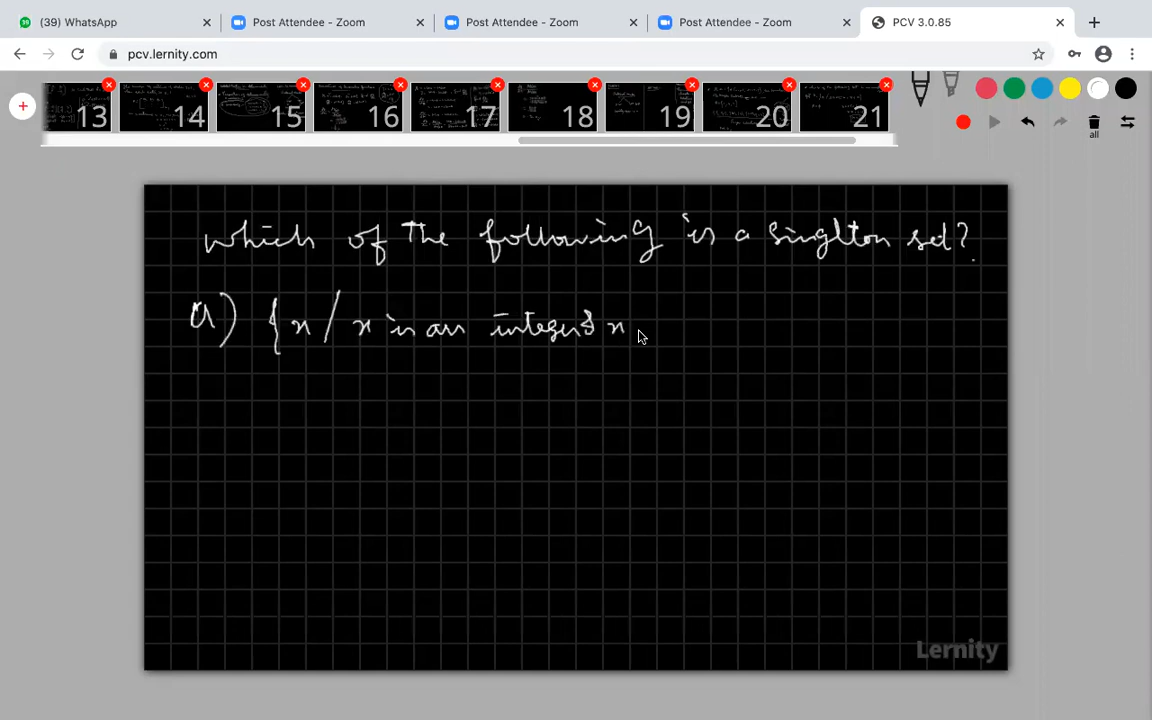 (39) WhatsApp
Post Attendee - Zoom
Post Attendee - Zoom
Post Attendee - Zoom
PCV 3.0.85
pcv.lernity.com
13
14
15
16
17
18
19
20
21
all
which of the following is a singlton set?
a) { x / x is an integer & x
Lernity